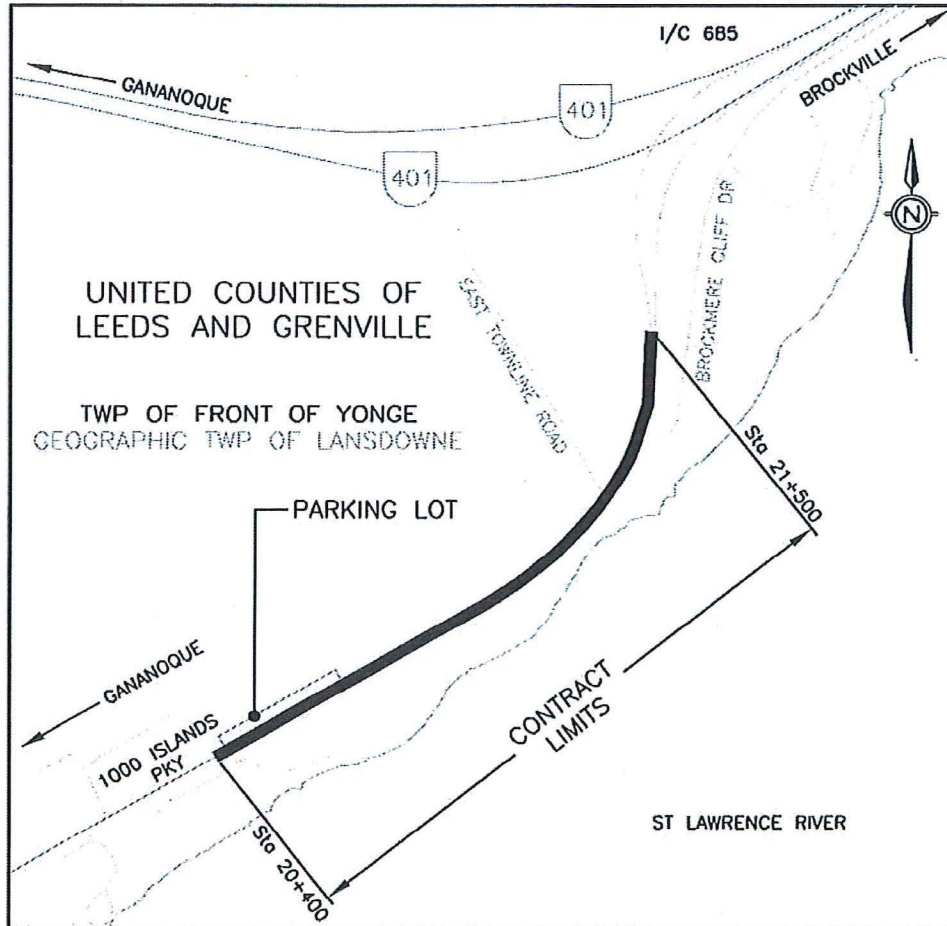 I/C 685
BROCKVILLE
GANANOQUE
401
401
N
UNITED COUNTIES OF
LEEDS AND GRENVILLE
EAST TOWNLINE ROAD
BROCKMERE CLIFF DR
TWP OF FRONT OF YONGE
GEOGRAPHIC TWP OF LANSDOWNE
PARKING LOT
Sta 21+500
GANANOQUE
1000 ISLANDS
PKY
CONTRACT
LIMITS
ST LAWRENCE RIVER
Sta 20+400